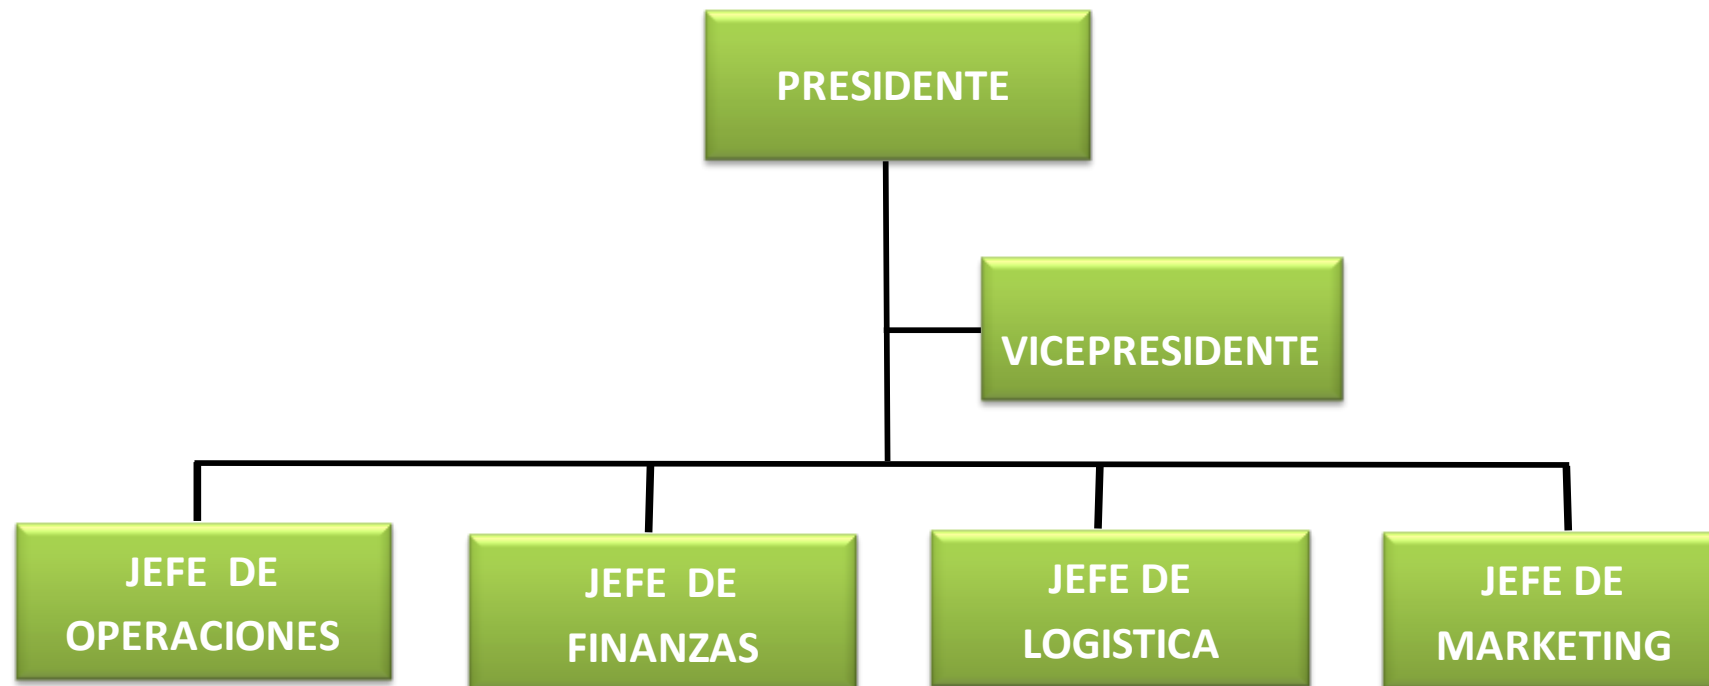 PRESIDENTE
VICEPRESIDENTE
JEFE DE
OPERACIONES
JEFE DE
FINANZAS
JEFE DE
LOGISTICA
JEFE DE
MARKETING